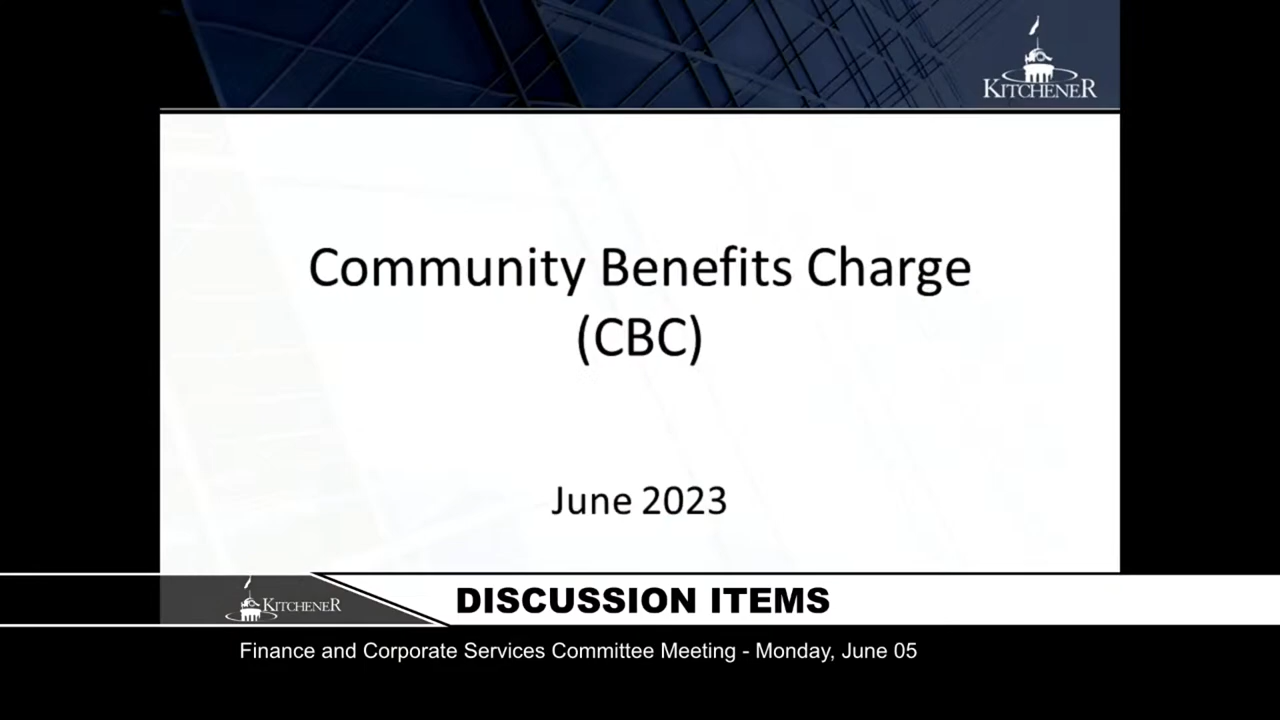 KITCHENER
Community Benefits Charge
(CBC)
June 2023
KITCHENER
DISCUSSION ITEMS
Finance and Corporate Services Committee Meeting - Monday, June 05